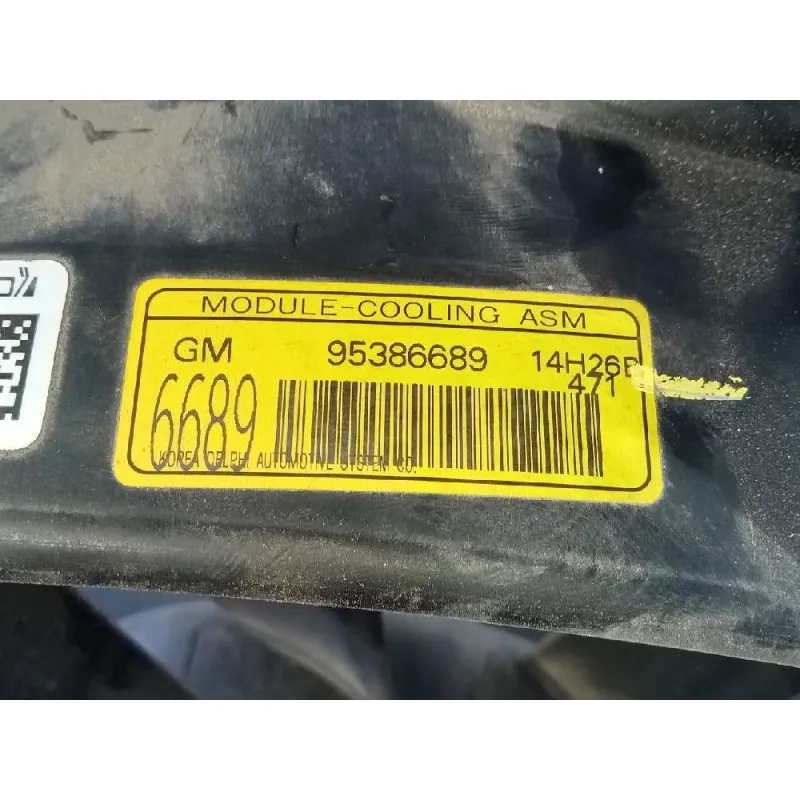 MODULE-COOLING ASM
GM 95386689 14H26B
471
6689
KOREA DELPHI AUTOMOTIVE SYSTEM CO.